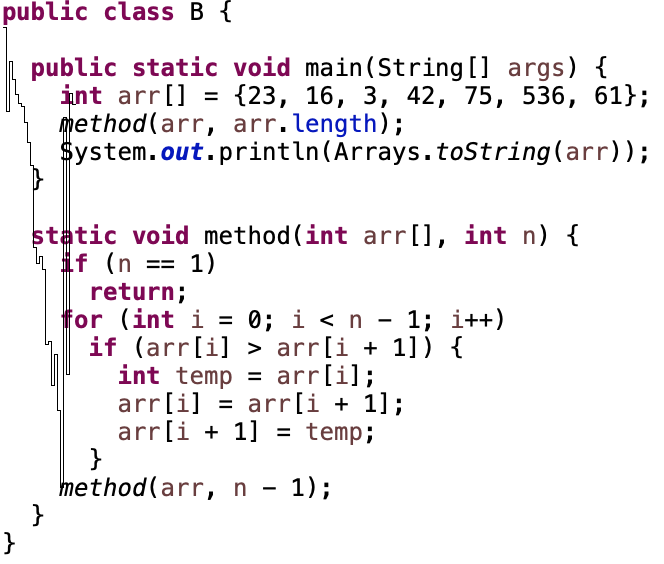 public class B {
public static void main(String[] args) {
int arr[] = {23, 16, 3, 42, 75, 536, 61};
method(arr, arr.length);
System.out.println(Arrays.toString(arr));
}
static void method(int arr[], int n) {
if (n == 1)
return;
for (int i = 0; i < n - 1; i++)
if (arr[i] > arr[i + 1]) {
int temp = arr[i];
arr[i] = arr[i + 1];
arr[i + 1] = temp;
}
method(arr, n - 1);
}
}